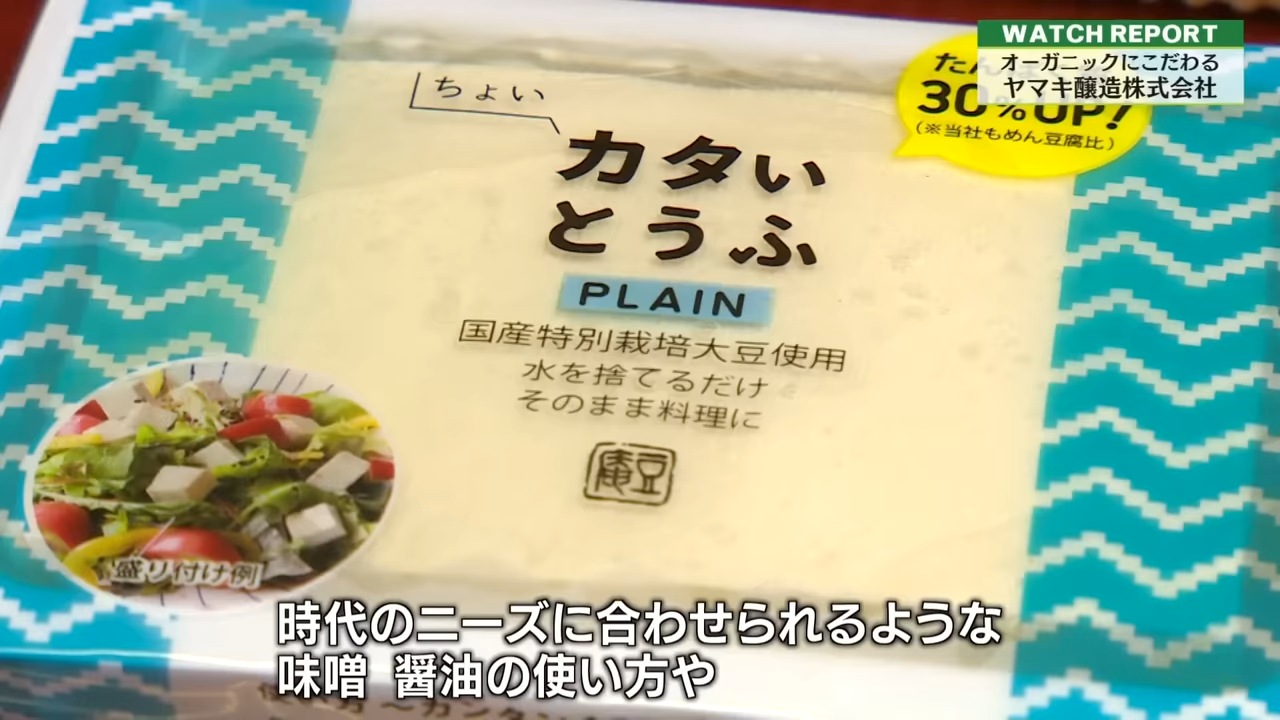 WATCH REPORT
オーガニックにこだわる
ヤマキ醸造株式会社
30%UP!
(※当社もめん豆腐比)
ちょい
カタい
とうふ
PLAIN
国産特別栽培大豆使用
水を捨てるだけ
そのまま料理に
豆庵
盛り付け例
時代のニーズに合わせられるような
味噌 醤油の使い方や